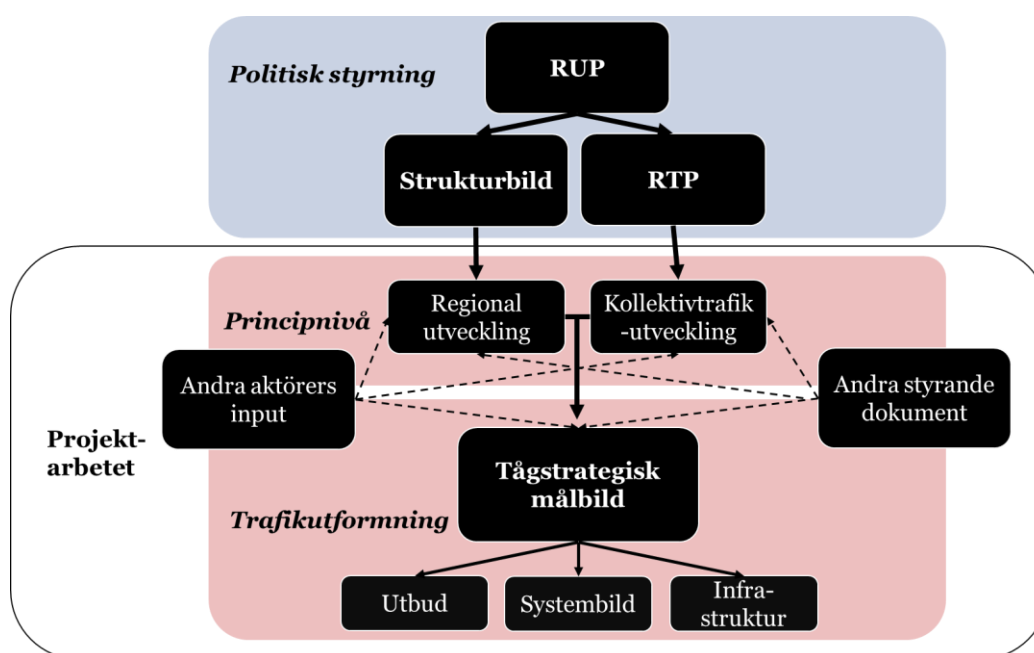 Politisk styrning
RUP
Strukturbild
RTP
Principnivå
Regional
utveckling
Kollektivtrafik
-utveckling
Andra aktörers
input
Andra styrande
dokument
Projekt-
arbetet
Tågstrategisk
målbild
Trafikutformning
Utbud
Systembild
Infra-
struktur